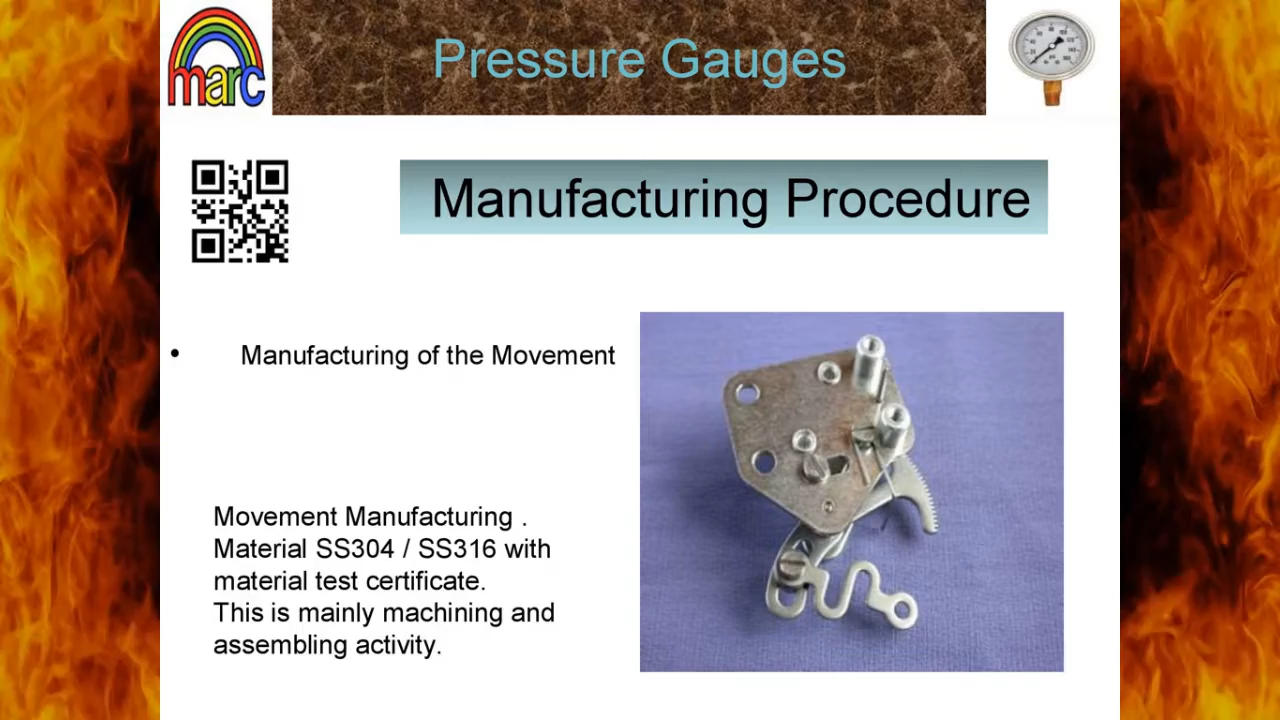 marc
Pressure Gauges
Manufacturing Procedure
• Manufacturing of the Movement
Movement Manufacturing .
Material SS304 / SS316 with
material test certificate.
This is mainly machining and
assembling activity.